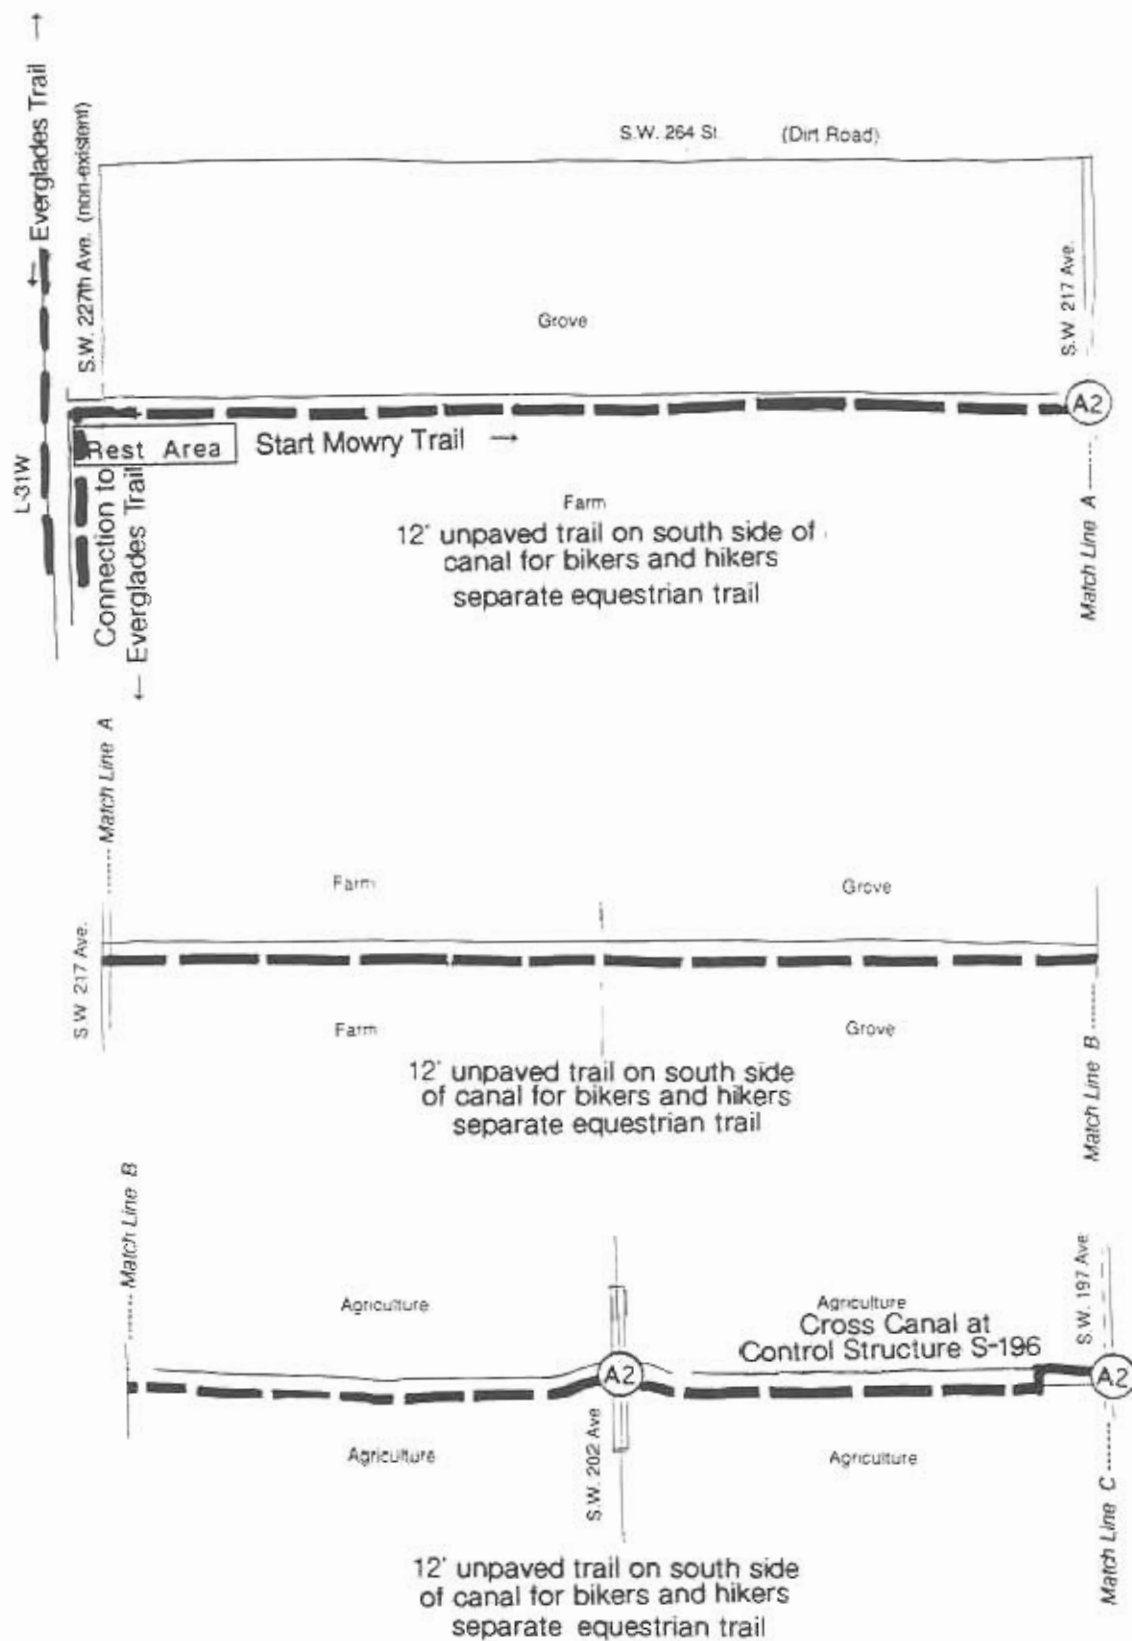 ← Everglades Trail →
S.W. 227th Ave. (non-existent)
S.W. 264 St. (Dirt Road)
S.W. 217 Ave.
Grove
A2
Rest Area
Start Mowry Trail →
L-31W
Connection to
← Everglades Trail
Farm
12' unpaved trail on south side of
canal for bikers and hikers
separate equestrian trail
Match Line A
Match Line A
S.W. 217 Ave.
Farm
Grove
Farm
Grove
12' unpaved trail on south side
of canal for bikers and hikers
separate equestrian trail
Match Line B
Match Line B
Agriculture
Agriculture
Cross Canal at
Control Structure S-196
S.W. 197 Ave
A2
A2
Agriculture
S.W. 202 Ave
Agriculture
Match Line C
12' unpaved trail on south side
of canal for bikers and hikers
separate equestrian trail